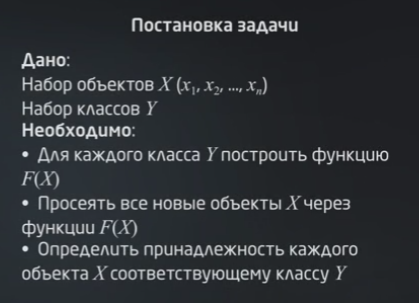 Постановка задачи
Дано:
Набор объектов X (x₁, x₂, ..., xₙ)
Набор классов Y
Необходимо:
• Для каждого класса Y построить функцию
F(X)
• Просеять все новые объекты X через
функции F(X)
• Определить принадлежность каждого
объекта X соответствующему классу Y